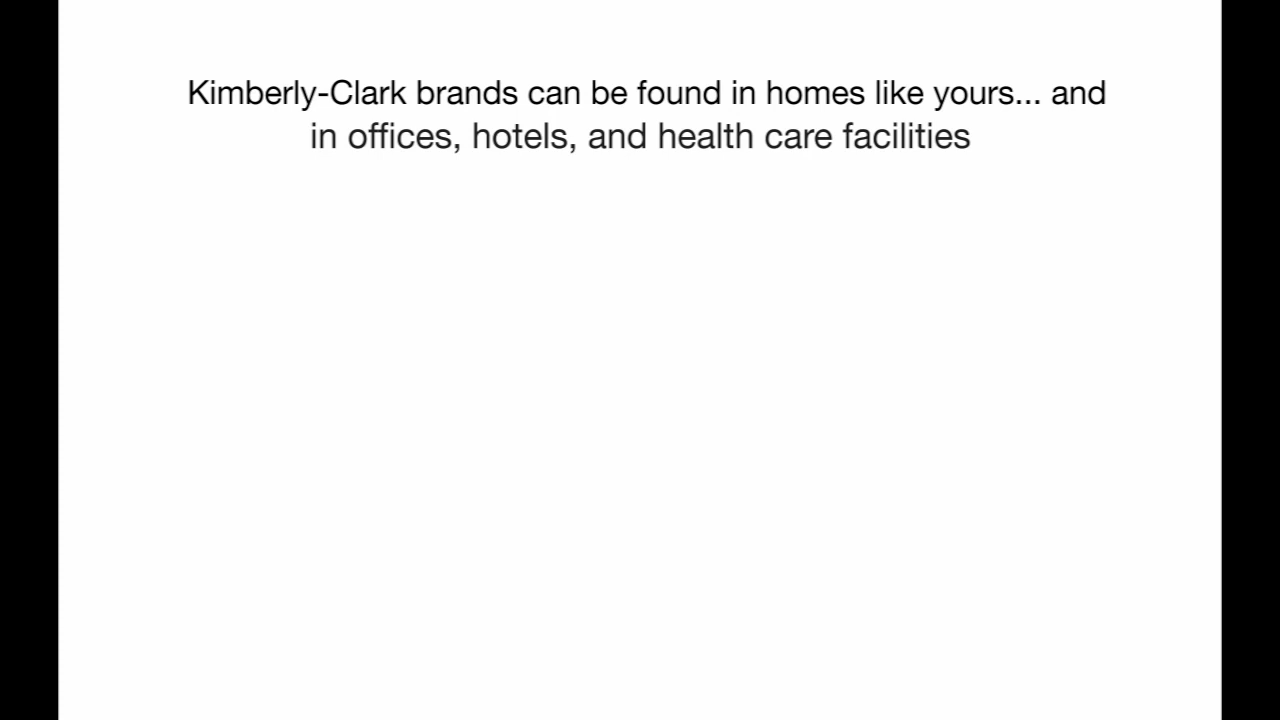 Kimberly-Clark brands can be found in homes like yours... and
in offices, hotels, and health care facilities